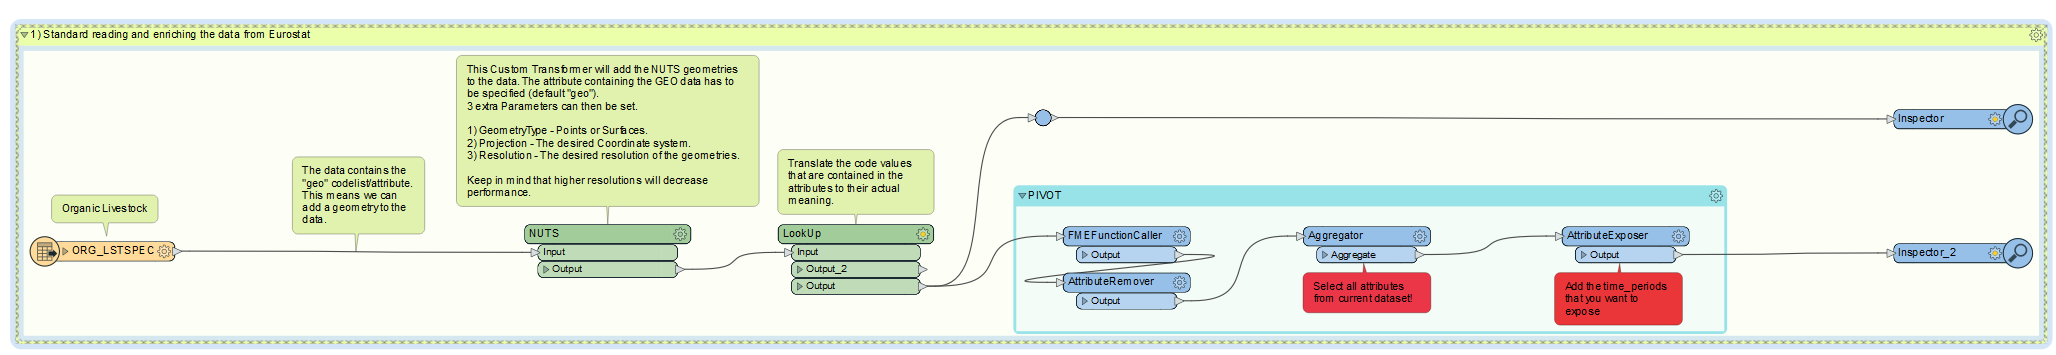 1) Standard reading and enriching the data from Eurostat
Organic Livestock
ORG_LSTSPEC
The data contains the
"geo" codelist/attribute.
This means we can
add a geometry to the
data.
This Custom Transformer will add the NUTS geometries
to the data. The attribute containing the GEO data has to
be specified (default "geo").
3 extra Parameters can then be set.
1) GeometryType - Points or Surfaces.
2) Projection - The desired Coordinate system.
3) Resolution - The desired resolution of the geometries.
Keep in mind that higher resolutions will decrease
performance.
NUTS
Input
Output
Translate the code values
that are contained in the
attributes to their actual
meaning.
LookUp
Input
Output_2
Output
Inspector
PIVOT
FMEFunctionCaller
Output
AttributeRemover
Output
Aggregator
Aggregate
Select all attributes
from current dataset!
AttributeExposer
Output
Add the time_periods
that you want to
expose
Inspector_2